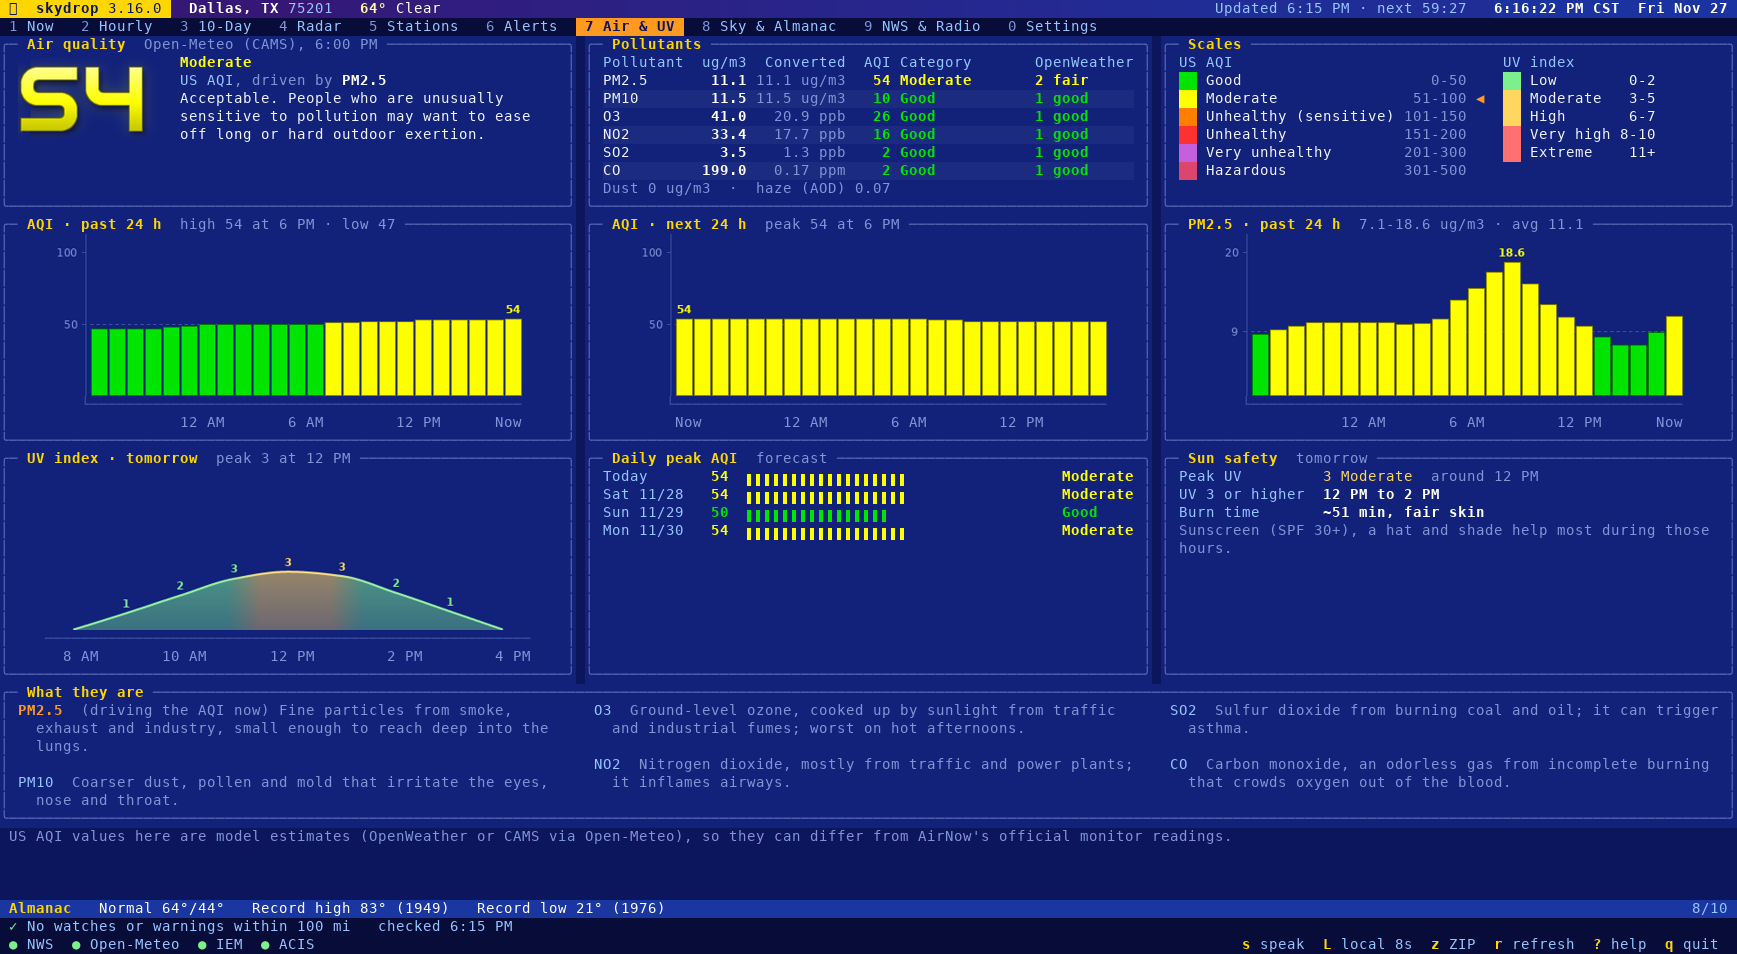 skydrop 3.16.0  Dallas, TX 75201  64° Clear  Updated 6:15 PM · next 59:27  6:16:22 PM CST  Fri Nov 27
1 Now  2 Hourly  3 10-Day  4 Radar  5 Stations  6 Alerts  7 Air & UV  8 Sky & Almanac  9 NWS & Radio  0 Settings
Air quality  Open-Meteo (CAMS), 6:00 PM
54
Moderate
US AQI, driven by PM2.5
Acceptable. People who are unusually
sensitive to pollution may want to ease
off long or hard outdoor exertion.
Pollutants
Pollutant  ug/m3  Converted  AQI Category  OpenWeather
PM2.5  11.1  11.1 ug/m3  54 Moderate  2 fair
PM10  11.5  11.5 ug/m3  10 Good  1 good
O3  41.0  20.9 ppb  26 Good  1 good
NO2  33.4  17.7 ppb  16 Good  1 good
SO2  3.5  1.3 ppb  2 Good  1 good
CO  199.0  0.17 ppm  2 Good  1 good
Dust 0 ug/m3  ·  haze (AOD) 0.07
Scales
US AQI  UV index
Good  0-50  Low  0-2
Moderate  51-100 ◀  Moderate  3-5
Unhealthy (sensitive)  101-150  High  6-7
Unhealthy  151-200  Very high  8-10
Very unhealthy  201-300  Extreme  11+
Hazardous  301-500
AQI · past 24 h  high 54 at 6 PM · low 47
100
50
54
12 AM  6 AM  12 PM  Now
AQI · next 24 h  peak 54 at 6 PM
100
50
54
Now  12 AM  6 AM  12 PM
PM2.5 · past 24 h  7.1-18.6 ug/m3 · avg 11.1
20
9
18.6
12 AM  6 AM  12 PM  Now
UV index · tomorrow  peak 3 at 12 PM
1  2  3  3  3  2  1
8 AM  10 AM  12 PM  2 PM  4 PM
Daily peak AQI  forecast
Today  54  Moderate
Sat 11/28  54  Moderate
Sun 11/29  50  Good
Mon 11/30  54  Moderate
Sun safety  tomorrow
Peak UV  3 Moderate  around 12 PM
UV 3 or higher  12 PM to 2 PM
Burn time  ~51 min, fair skin
Sunscreen (SPF 30+), a hat and shade help most during those
hours.
What they are
PM2.5  (driving the AQI now) Fine particles from smoke,
exhaust and industry, small enough to reach deep into the
lungs.
PM10  Coarser dust, pollen and mold that irritate the eyes,
nose and throat.
O3  Ground-level ozone, cooked up by sunlight from traffic
and industrial fumes; worst on hot afternoons.
NO2  Nitrogen dioxide, mostly from traffic and power plants;
it inflames airways.
SO2  Sulfur dioxide from burning coal and oil; it can trigger
asthma.
CO  Carbon monoxide, an odorless gas from incomplete burning
that crowds oxygen out of the blood.
US AQI values here are model estimates (OpenWeather or CAMS via Open-Meteo), so they can differ from AirNow's official monitor readings.
Almanac  Normal 64°/44°  Record high 83° (1949)  Record low 21° (1976)  8/10
✓ No watches or warnings within 100 mi  checked 6:15 PM
● NWS  ● Open-Meteo  ● IEM  ● ACIS  s speak  L local 8s  z ZIP  r refresh  ? help  q quit